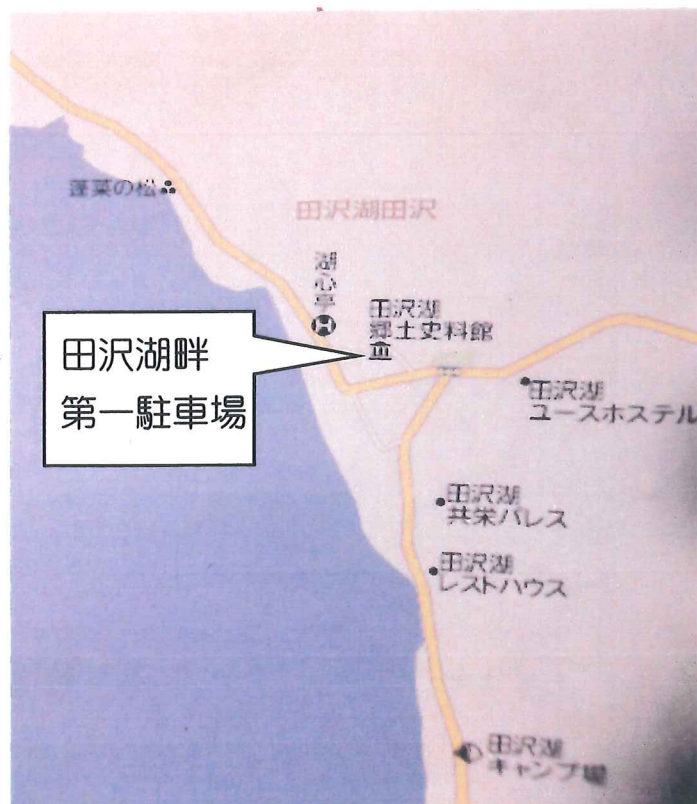 蓬莱の松
田沢湖田沢
湖心亭
田沢湖
郷土史料館
田沢湖畔
第一駐車場
田沢湖
ユースホステル
田沢湖
共栄パレス
田沢湖
レストハウス
田沢湖
キャンプ場